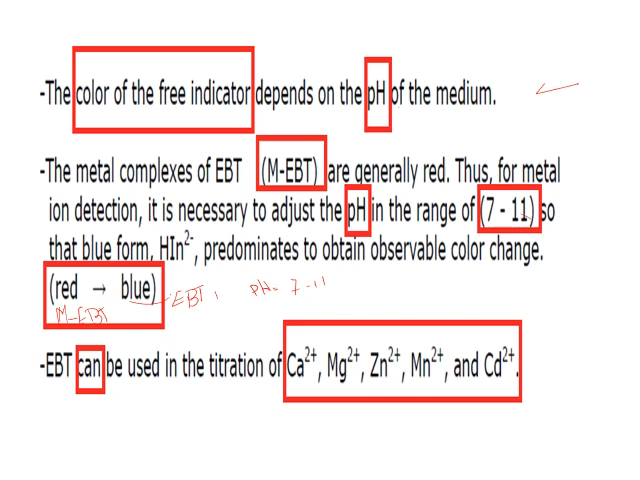 -The color of the free indicator depends on the pH of the medium.
-The metal complexes of EBT (M-EBT) are generally red. Thus, for metal
ion detection, it is necessary to adjust the pH in the range of (7 - 11) so
that blue form, HIn²⁻, predominates to obtain observable color change.
(red → blue) EBT, pH= 7-11
M-EBT
-EBT can be used in the titration of Ca²⁺, Mg²⁺, Zn²⁺, Mn²⁺, and Cd²⁺.